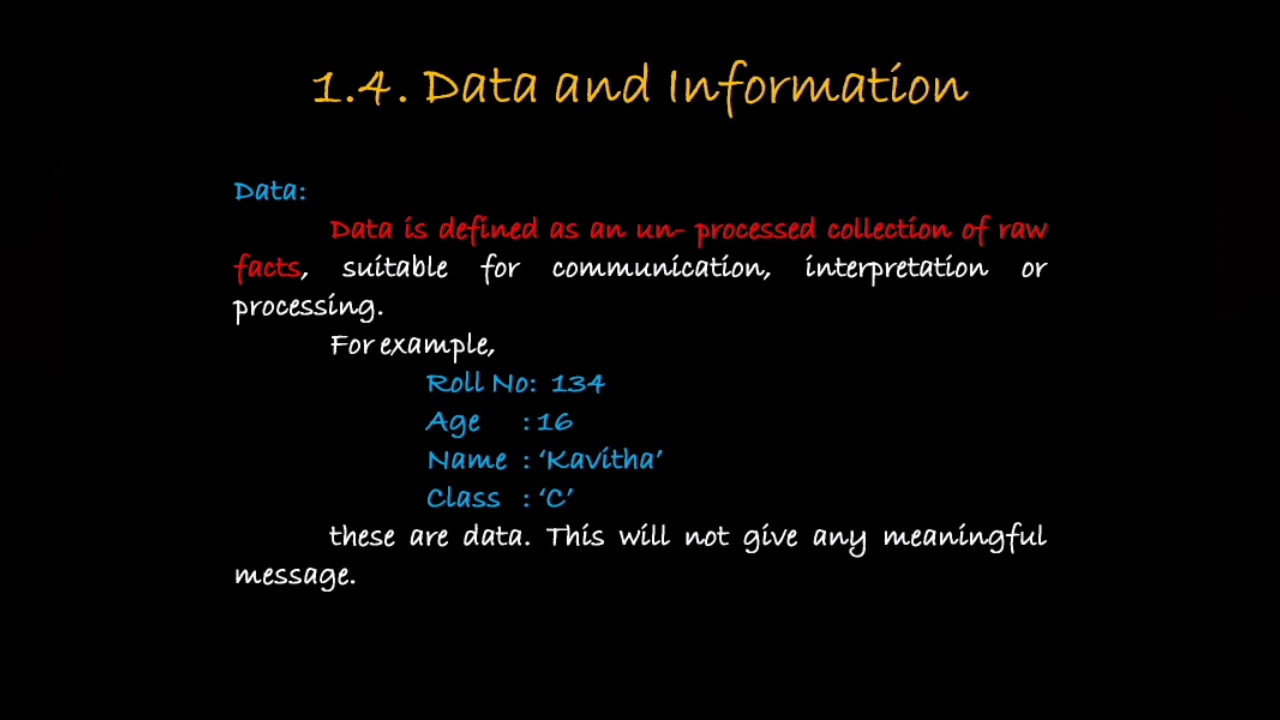 1.4. Data and Information
Data:
Data is defined as an un- processed collection of raw
facts, suitable for communication, interpretation or
processing.
For example,
Roll No: 134
Age : 16
Name : ‘Kavitha’
Class : ‘C’
these are data. This will not give any meaningful
message.